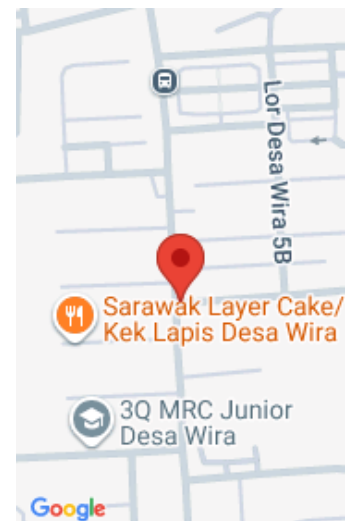 Lor Desa Wira 5B
Sarawak Layer Cake/
Kek Lapis Desa Wira
3Q MRC Junior
Desa Wira
Google